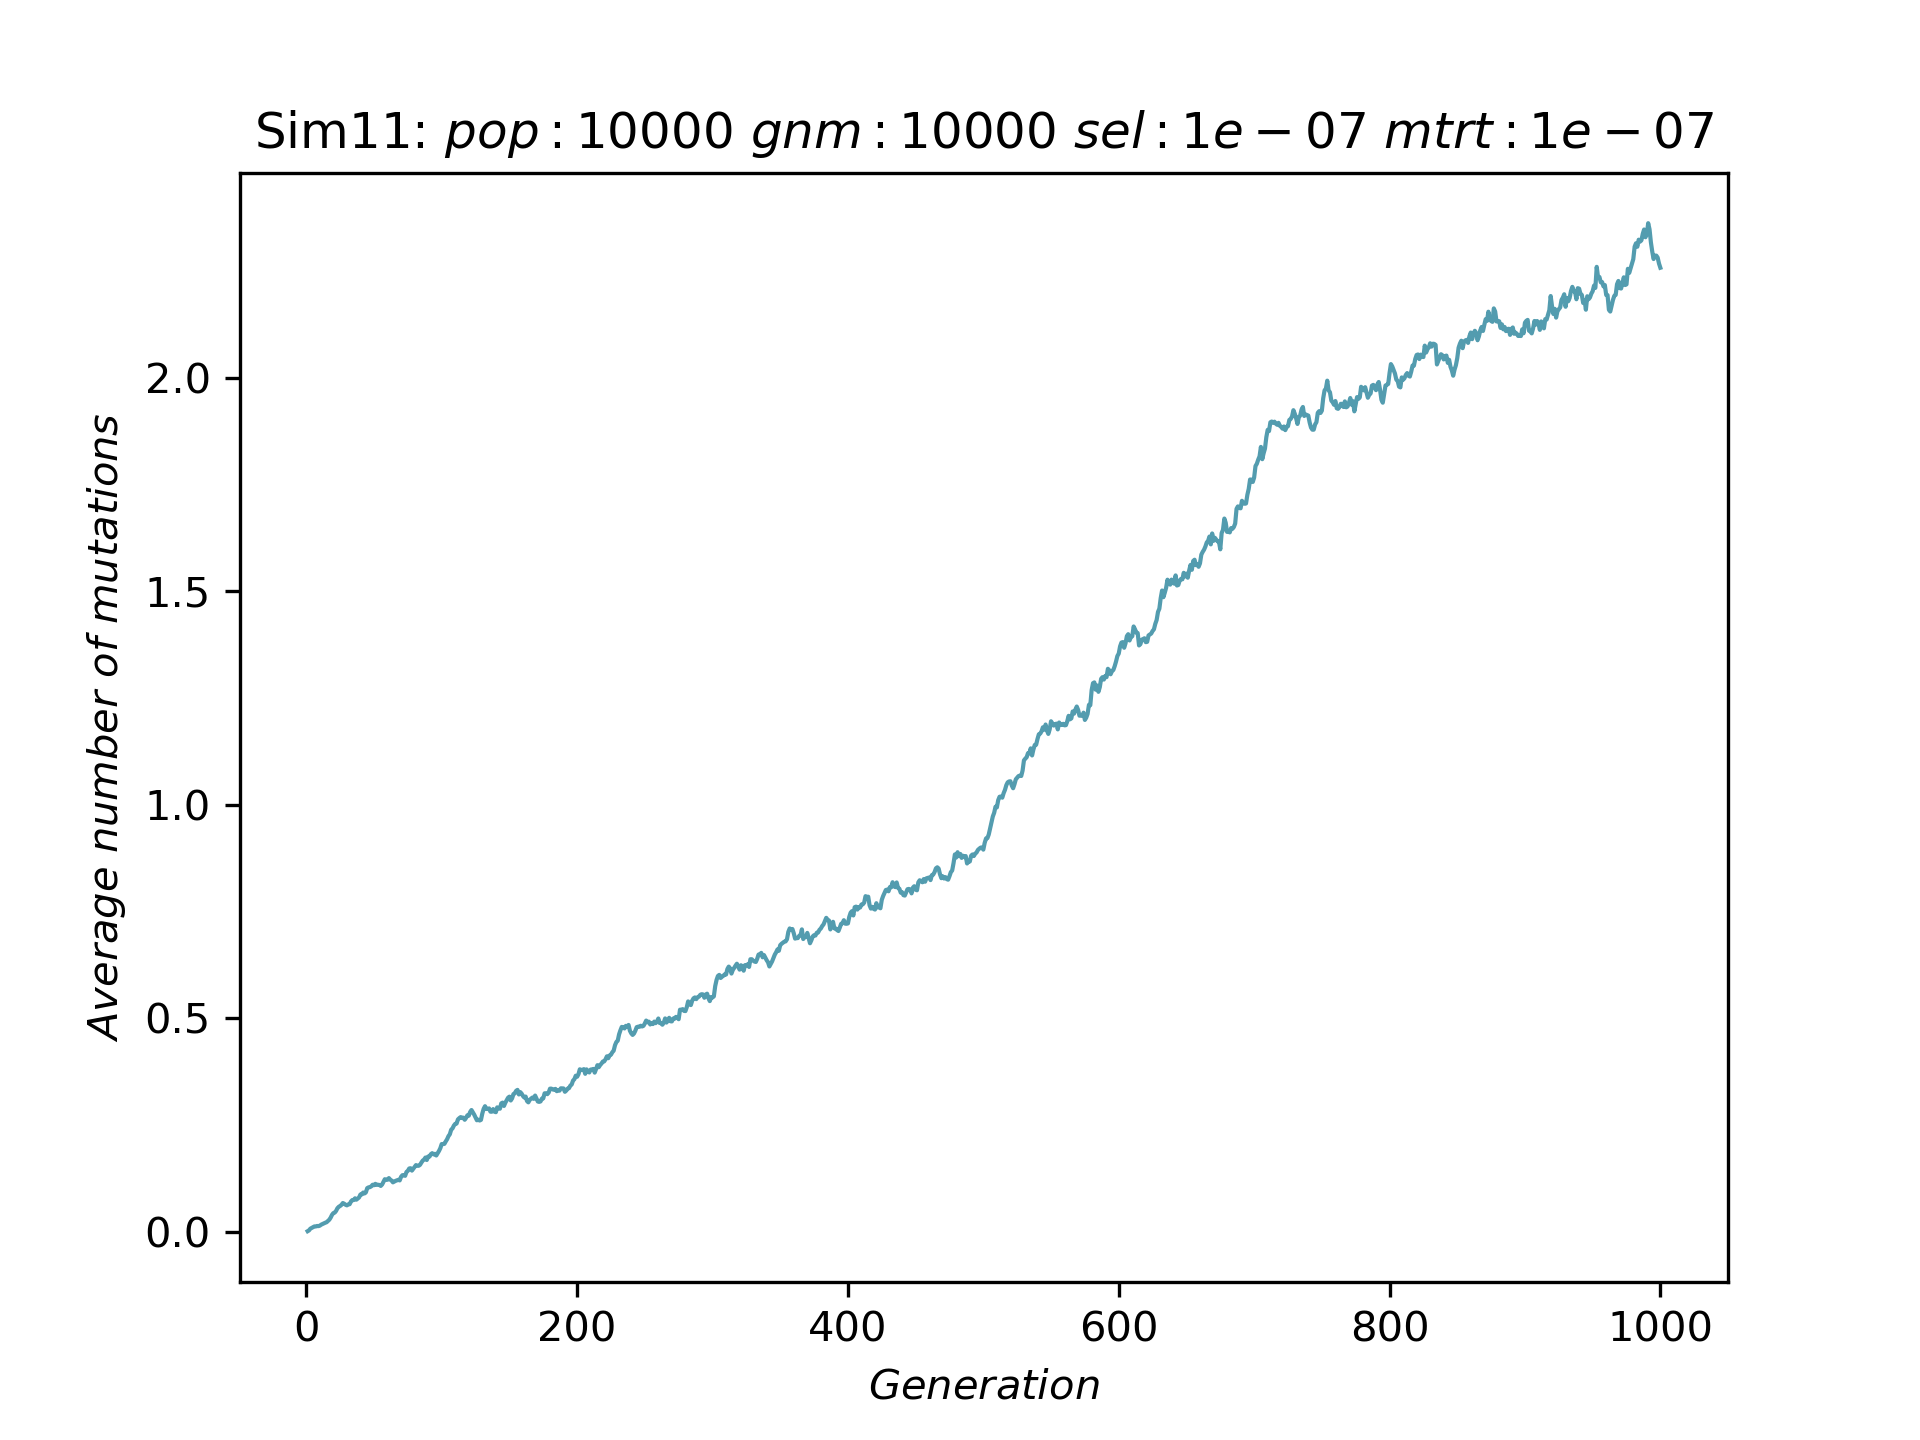 Sim11: pop : 10000 gnm : 10000 sel : 1e − 07 mtrt : 1e − 07
Average number of mutations
2.0
1.5
1.0
0.5
0.0
0 200 400 600 800 1000
Generation